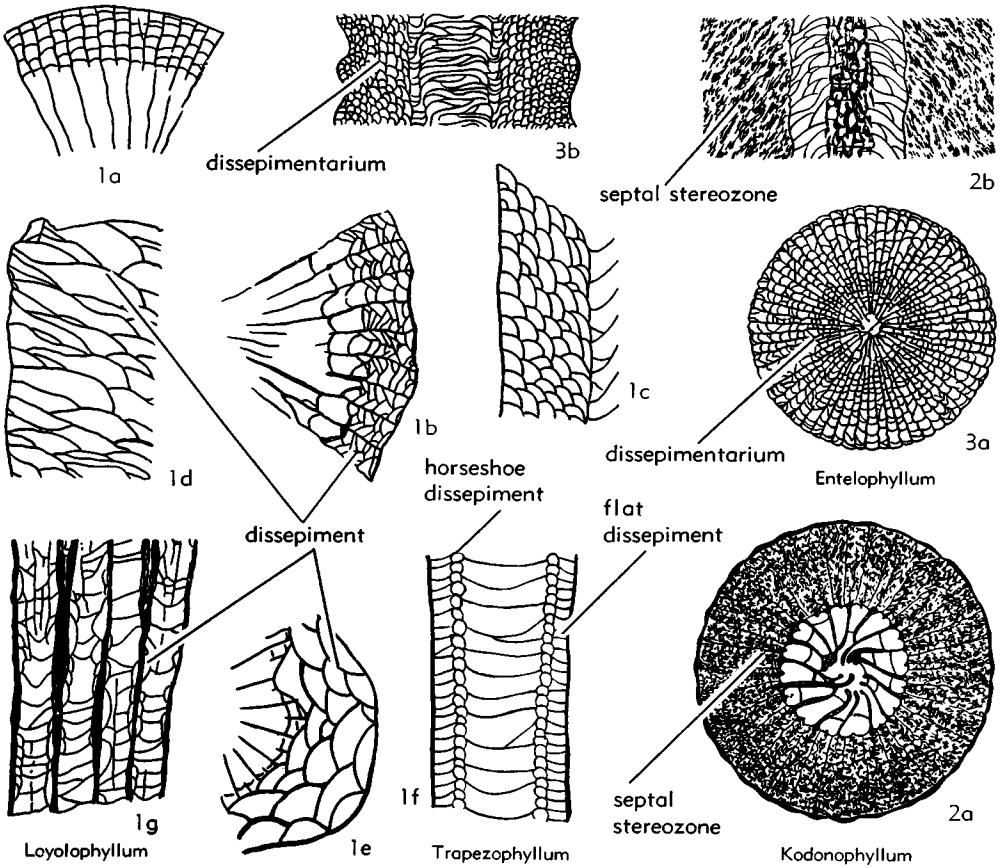 1a
dissepimentarium
3b
septal stereozone
2b
1d
1b
1c
dissepimentarium
3a
Entelophyllum
horseshoe
dissepiment
flat
dissepiment
dissepiment
1g
Loyolophyllum
1e
1f
Trapezophyllum
septal
stereozone
2a
Kodonophyllum